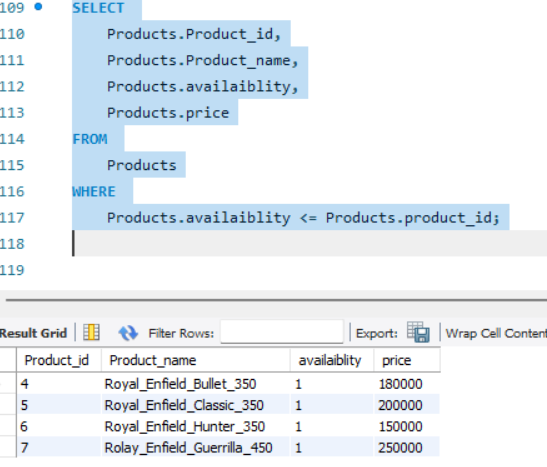 109 SELECT
110 Products.Product_id,
111 Products.Product_name,
112 Products.availaiblity,
113 Products.price
114 FROM
115 Products
116 WHERE
117 Products.availaiblity <= Products.product_id;
118
119
Result Grid Filter Rows: Export: Wrap Cell Content
Product_id Product_name availaiblity price
4 Royal_Enfield_Bullet_350 1 180000
5 Royal_Enfield_Classic_350 1 200000
6 Royal_Enfield_Hunter_350 1 150000
7 Rolay_Enfield_Guerrilla_450 1 250000